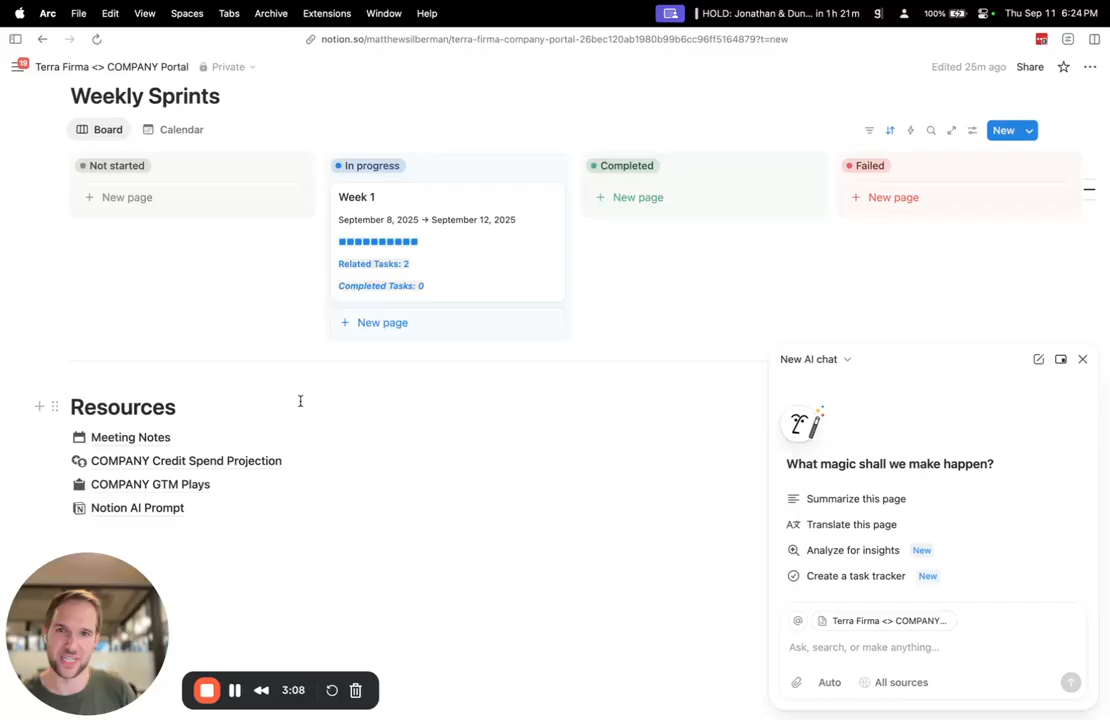 Arc File Edit View Spaces Tabs Archive Extensions Window Help HOLD: Jonathan & Dun... in 1h 21m 100% Thu Sep 11 6:24 PM
notion.so/matthewsilberman/terra-firma-company-portal-26bec120ab1980b99b6cc96ff5164879?t=new
19 Terra Firma <> COMPANY Portal Private Edited 25m ago Share
Weekly Sprints
Board Calendar New
Not started In progress Completed Failed
+ New page Week 1 + New page + New page
September 8, 2025 → September 12, 2025
Related Tasks: 2
Completed Tasks: 0
+ New page
New AI chat
Resources
Meeting Notes
COMPANY Credit Spend Projection
COMPANY GTM Plays
Notion AI Prompt
What magic shall we make happen?
Summarize this page
Translate this page
Analyze for insights New
Create a task tracker New
@ Terra Firma <> COMPANY...
Ask, search, or make anything...
Auto All sources
3:08